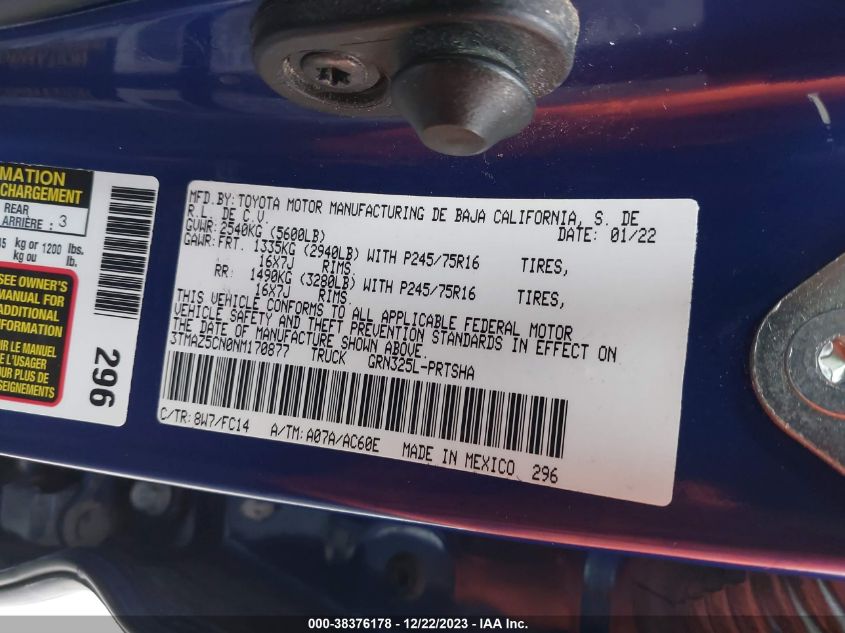 MATION
CHARGEMENT
REAR
ARRIÈRE : 3
kg or 1200 lbs.
kg ou lb.
SEE OWNER'S
MANUAL FOR
ADDITIONAL
INFORMATION
LE MANUEL
L'USAGER
PLUS DE
296
MFD.BY:TOYOTA MOTOR MANUFACTURING DE BAJA CALIFORNIA, S. DE
R.L. DE C.V. DATE: 01/22
GVWR:2540KG (5600LB)
GAWR:FRT. 1335KG (2940LB) WITH P245/75R16 TIRES,
16X7J RIMS.
RR: 1490KG (3280LB) WITH P245/75R16 TIRES,
16X7J RIMS.
THIS VEHICLE CONFORMS TO ALL APPLICABLE FEDERAL MOTOR
VEHICLE SAFETY AND THEFT PREVENTION STANDARDS IN EFFECT ON
THE DATE OF MANUFACTURE SHOWN ABOVE.
3TMAZ5CN0NM170877 TRUCK GRN325L-PRTSHA
C/TR:8W7/FC14 A/TM:A07A/AC60E MADE IN MEXICO 296
000-38376178 - 12/22/2023 - IAA Inc.